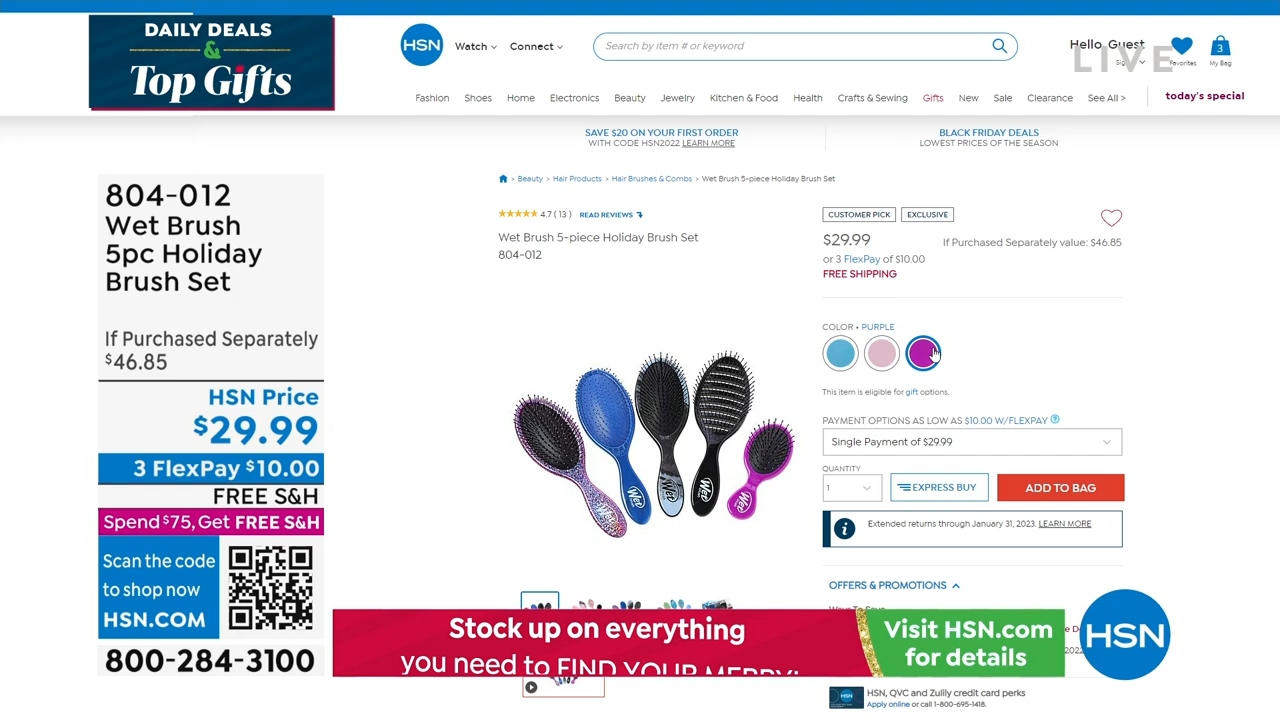 DAILY DEALS
&
Top Gifts
HSN
Watch
Connect
Search by item # or keyword
Hello, Guest
LIVE
Favorites
3
My Bag
Fashion
Shoes
Home
Electronics
Beauty
Jewelry
Kitchen & Food
Health
Crafts & Sewing
Gifts
New
Sale
Clearance
See All >
today's special
SAVE $20 ON YOUR FIRST ORDER
WITH CODE HSN2022 LEARN MORE
BLACK FRIDAY DEALS
LOWEST PRICES OF THE SEASON
> Beauty > Hair Products > Hair Brushes & Combs > Wet Brush 5-piece Holiday Brush Set
804-012
Wet Brush
5pc Holiday
Brush Set
If Purchased Separately
$46.85
HSN Price
$29.99
3 FlexPay $10.00
FREE S&H
Spend $75, Get FREE S&H
Scan the code
to shop now
HSN.COM
800-284-3100
4.7 ( 13 ) READ REVIEWS
Wet Brush 5-piece Holiday Brush Set
804-012
Wet
Wet
Wet
Wet
Wet
CUSTOMER PICK
EXCLUSIVE
$29.99
If Purchased Separately value: $46.85
or 3 FlexPay of $10.00
FREE SHIPPING
COLOR • PURPLE
This item is eligible for gift options.
PAYMENT OPTIONS AS LOW AS $10.00 W/FLEXPAY ?
Single Payment of $29.99
QUANTITY
1
EXPRESS BUY
ADD TO BAG
i
Extended returns through January 31, 2023. LEARN MORE
OFFERS & PROMOTIONS
Stock up on everything
you need to FIND YOUR MERRY!
Visit HSN.com
for details
HSN
HSN, QVC and Zulily credit card perks
Apply online or call 1-800-695-1418.